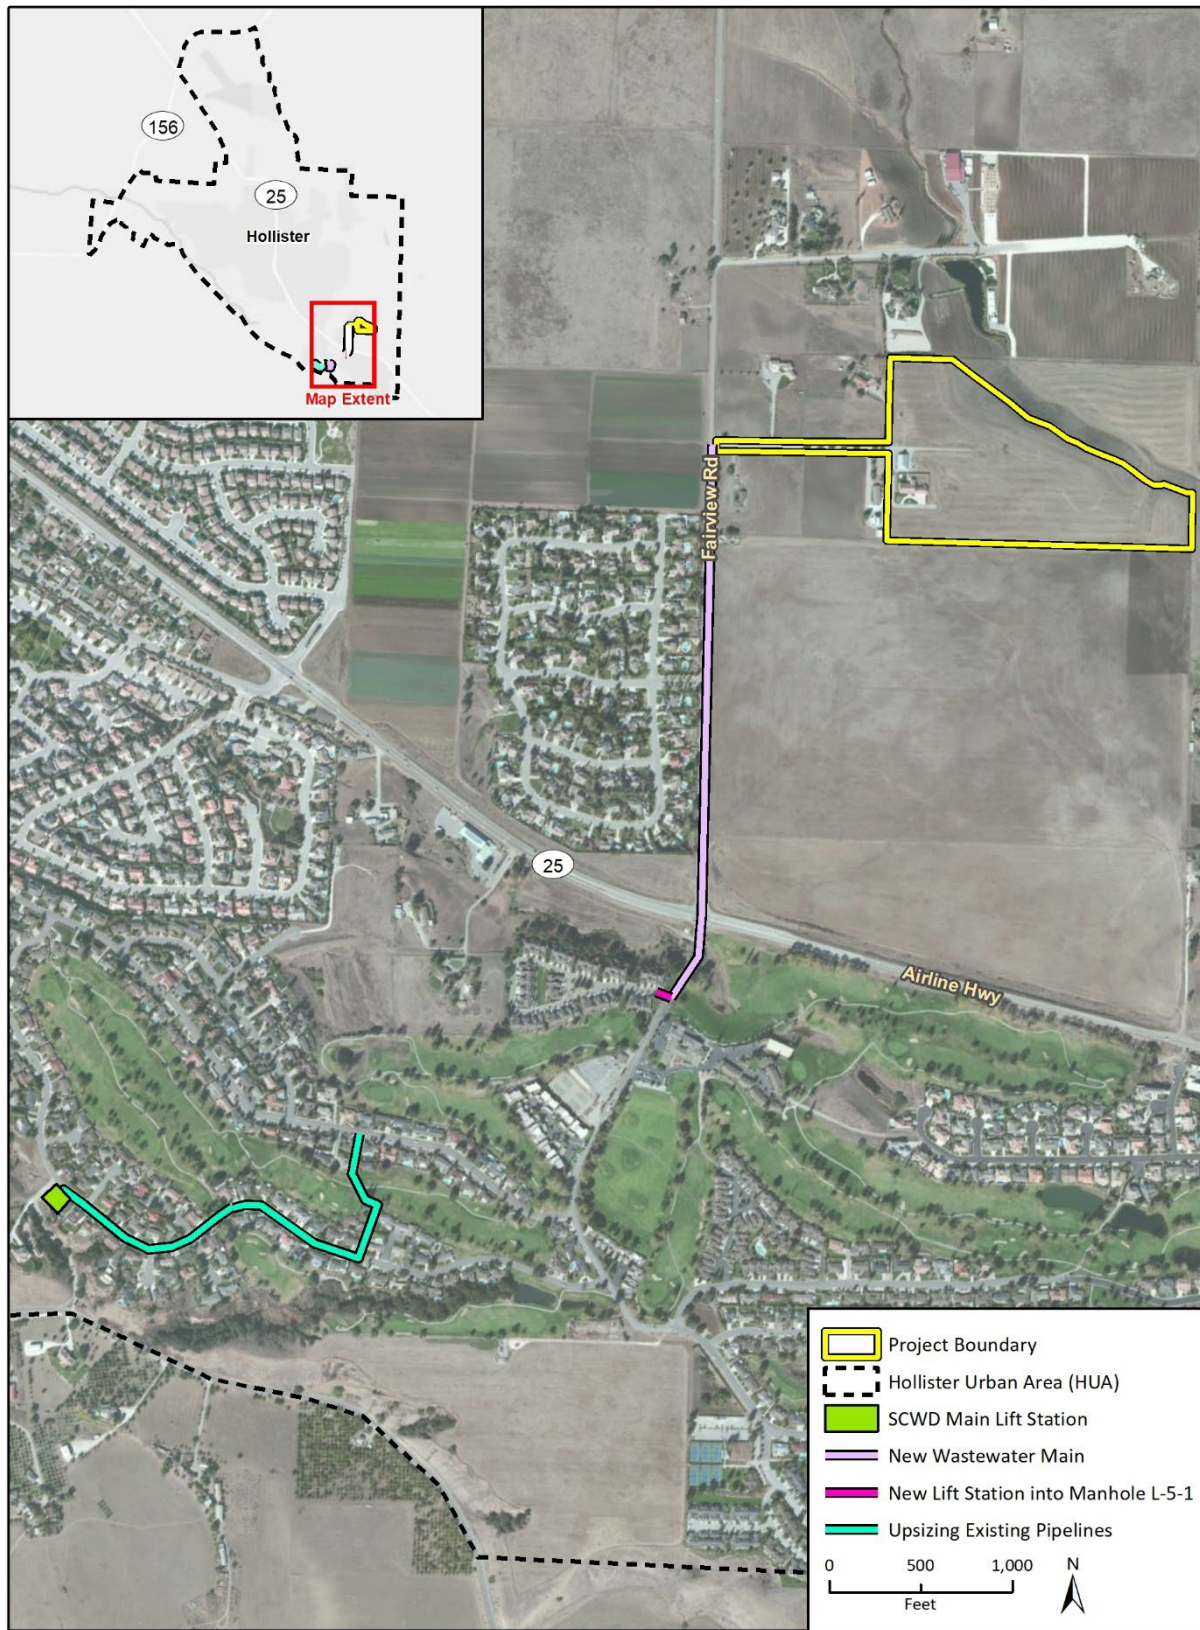 156
25
Hollister
Map Extent
Fairview Rd
25
Airline Hwy
Project Boundary
Hollister Urban Area (HUA)
SCWD Main Lift Station
New Wastewater Main
New Lift Station into Manhole L-5-1
Upsizing Existing Pipelines
0 500 1,000
Feet
N